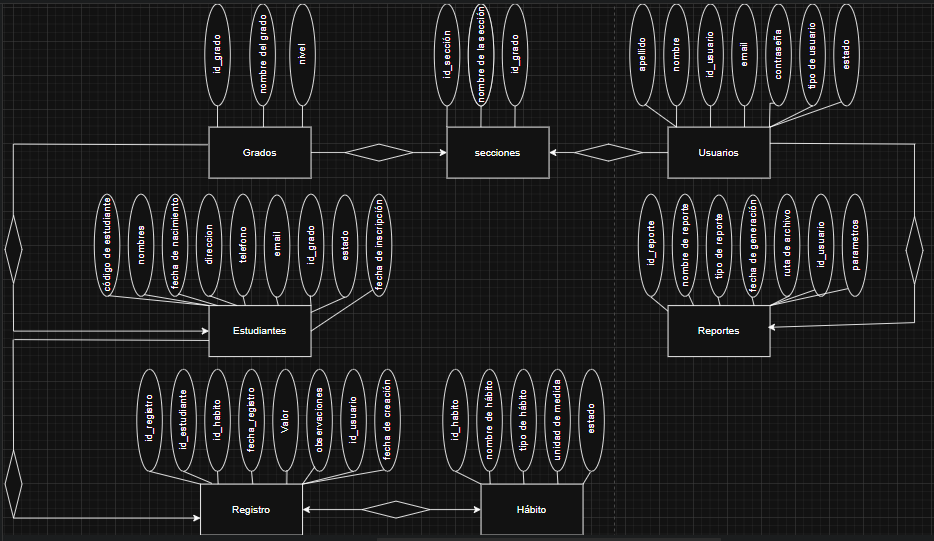 id_grado
nombre del grado
nivel
id_sección
nombre de la sección
id_grado
apellido
nombre
id_usuario
email
contraseña
tipo de usuario
estado
Grados
secciones
Usuarios
código de estudiante
nombres
fecha de nacimiento
dirección
telefono
email
id_grado
estado
fecha de inscripción
id_reporte
nombre de reporte
tipo de reporte
fecha de generación
ruta de archivo
id_usuario
parametros
Estudiantes
Reportes
id_registro
id_estudiante
id_habito
fecha_registro
Valor
observaciones
id_usuario
fecha de creación
id_habito
nombre de hábito
tipo de hábito
unidad de medida
estado
Registro
Hábito